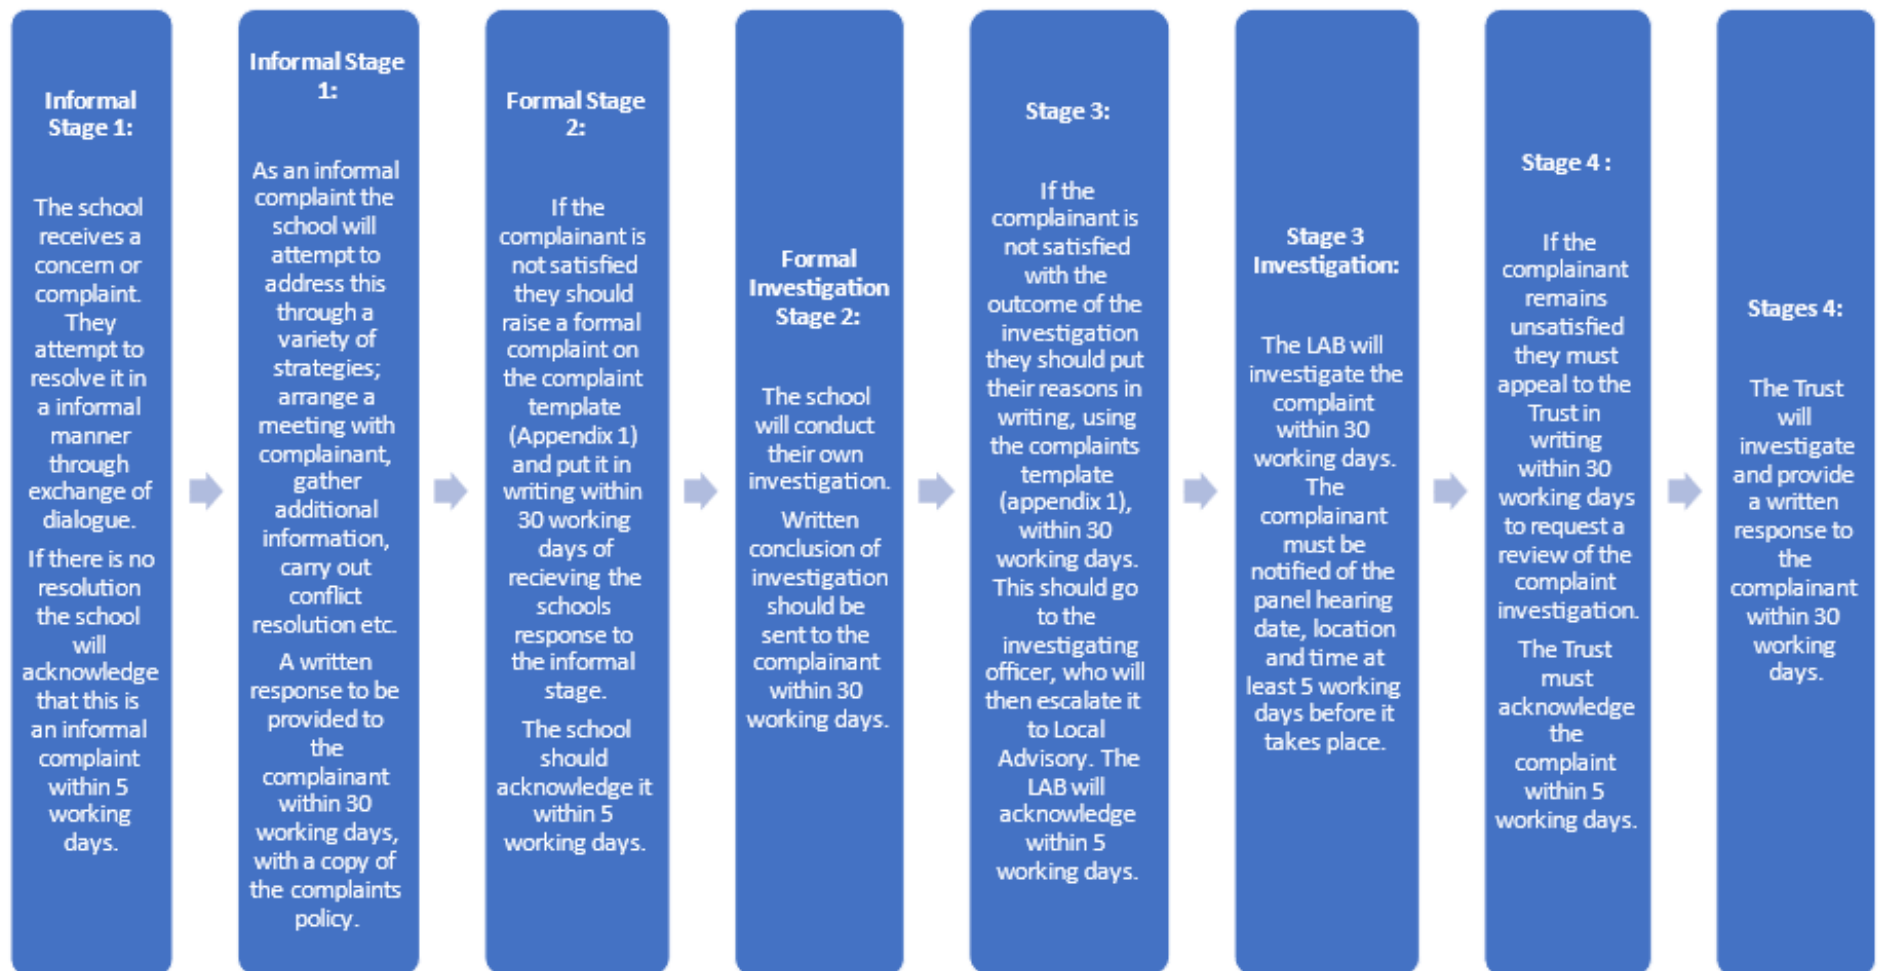 Informal
Stage 1:
The school
receives a
concern or
complaint.
They
attempt to
resolve it in
a informal
manner
through
exchange of
dialogue.
If there is no
resolution
the school
will
acknowledge
that this is
an informal
complaint
within 5
working
days.
Informal Stage
1:
As an informal
complaint the
school will
attempt to
address this
through a
variety of
strategies;
arrange a
meeting with
complainant,
gather
additional
information,
carry out
conflict
resolution etc.
A written
response to be
provided to
the
complainant
within 30
working days,
with a copy of
the complaints
policy.
Formal Stage
2:
If the
complainant is
not satisfied
they should
raise a formal
complaint on
the complaint
template
(Appendix 1)
and put it in
writing within
30 working
days of
recieving the
schools
response to
the informal
stage.
The school
should
acknowledge it
within 5
working days.
Formal
Investigation
Stage 2:
The school
will conduct
their own
investigation.
Written
conclusion of
investigation
should be
sent to the
complainant
within 30
working days.
Stage 3:
If the
complainant is
not satisfied
with the
outcome of the
investigation
they should put
their reasons in
writing, using
the complaints
template
(appendix 1),
within 30
working days.
This should go
to the
investigating
officer, who will
then escalate it
to Local
Advisory. The
LAB will
acknowledge
within 5
working days.
Stage 3
Investigation:
The LAB will
investigate the
complaint
within 30
working days.
The
complainant
must be
notified of the
panel hearing
date, location
and time at
least 5 working
days before it
takes place.
Stage 4 :
If the
complainant
remains
unsatisfied
they must
appeal to the
Trust in
writing
within 30
working days
to request a
review of the
complaint
investigation.
The Trust
must
acknowledge
the
complaint
within 5
working days.
Stages 4:
The Trust
will
investigate
and provide
a written
response to
the
complainant
within 30
working
days.